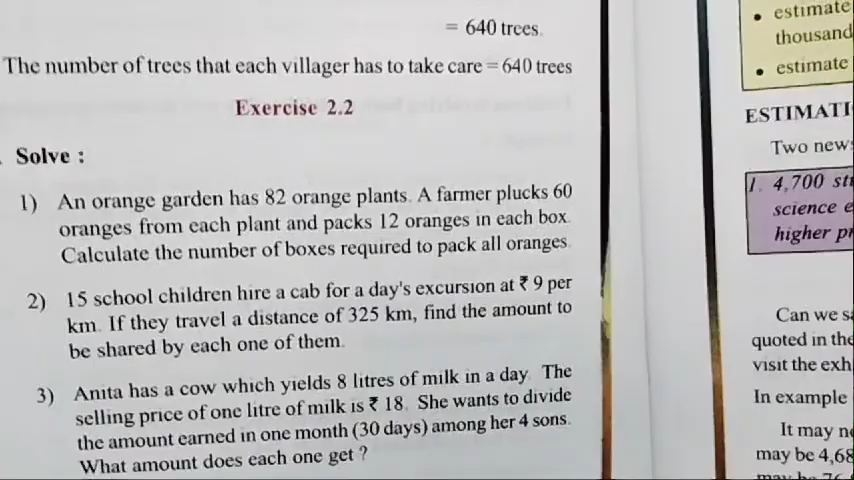 = 640 trees.
The number of trees that each villager has to take care = 640 trees
Exercise 2.2
Solve :
1) An orange garden has 82 orange plants. A farmer plucks 60
oranges from each plant and packs 12 oranges in each box.
Calculate the number of boxes required to pack all oranges.
2) 15 school children hire a cab for a day's excursion at ₹ 9 per
km. If they travel a distance of 325 km, find the amount to
be shared by each one of them.
3) Anita has a cow which yields 8 litres of milk in a day. The
selling price of one litre of milk is ₹ 18. She wants to divide
the amount earned in one month (30 days) among her 4 sons.
What amount does each one get ?
• estimate
thousand
• estimate
ESTIMATI
Two new
1. 4,700 st
science e
higher p
Can we s
quoted in the
visit the exh
In example
It may n
may be 4,68